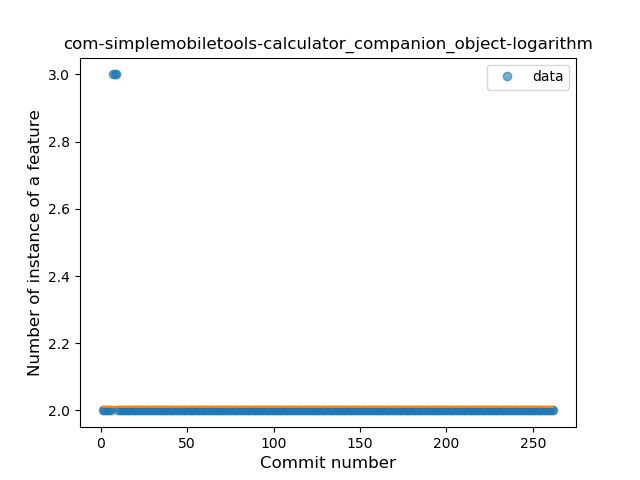 com-simplemobiletools-calculator_companion_object-logarithm
data
Number of instance of a feature
3.0
2.8
2.6
2.4
2.2
2.0
0 50 100 150 200 250
Commit number